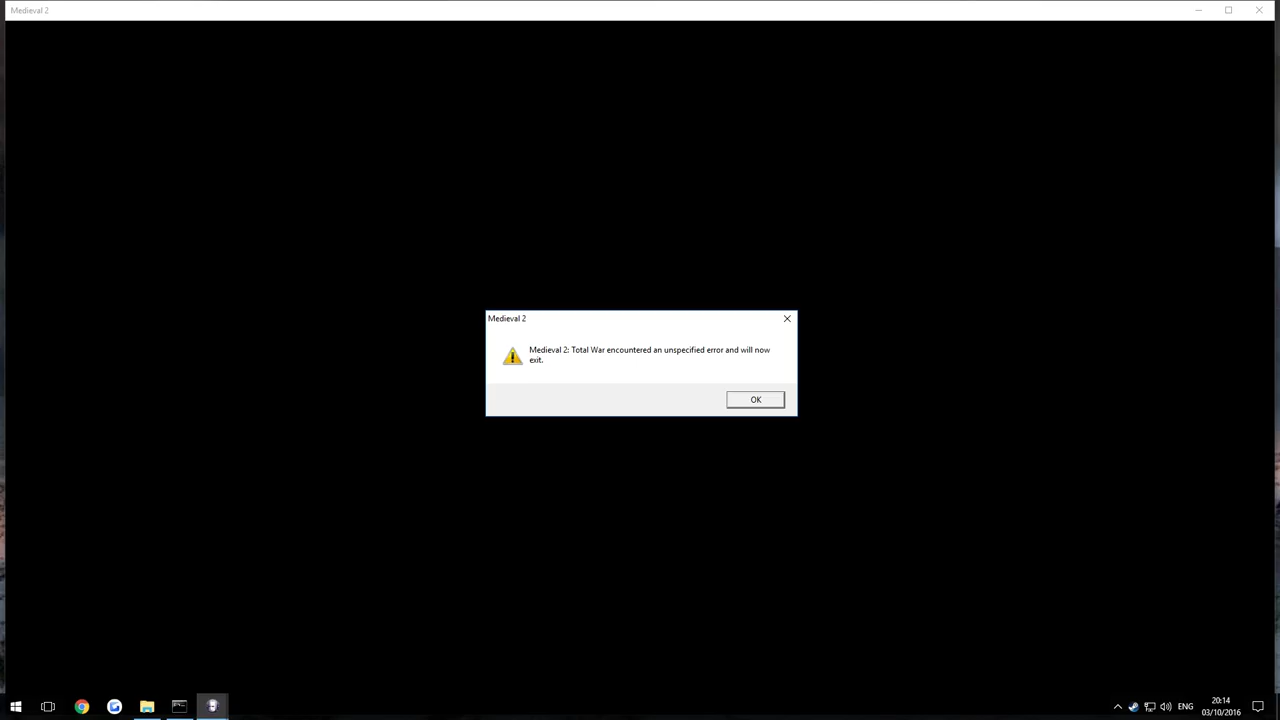 Medieval 2
Medieval 2
Medieval 2: Total War encountered an unspecified error and will now
exit.
OK
ENG
20:14
03/10/2016